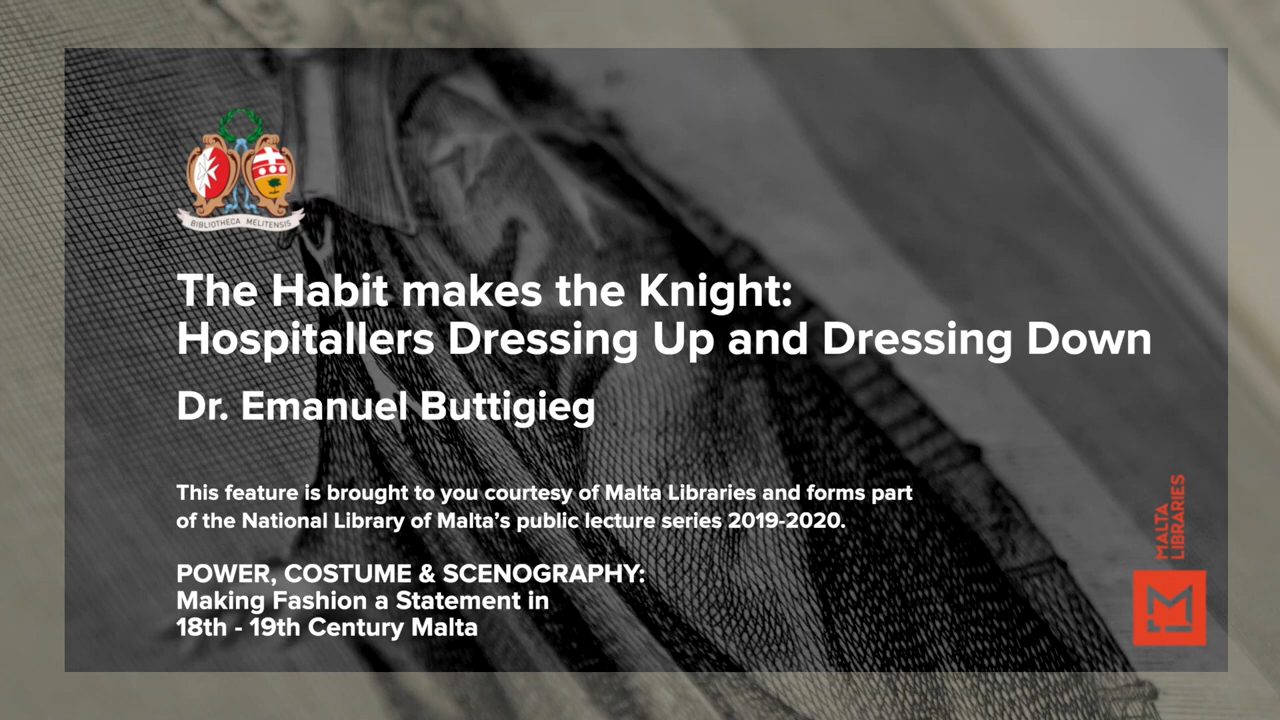 BIBLIOTHECA MELITENSIS
The Habit makes the Knight:
Hospitallers Dressing Up and Dressing Down
Dr. Emanuel Buttigieg
This feature is brought to you courtesy of Malta Libraries and forms part
of the National Library of Malta’s public lecture series 2019-2020.
POWER, COSTUME & SCENOGRAPHY:
Making Fashion a Statement in
18th - 19th Century Malta
MALTA
LIBRARIES